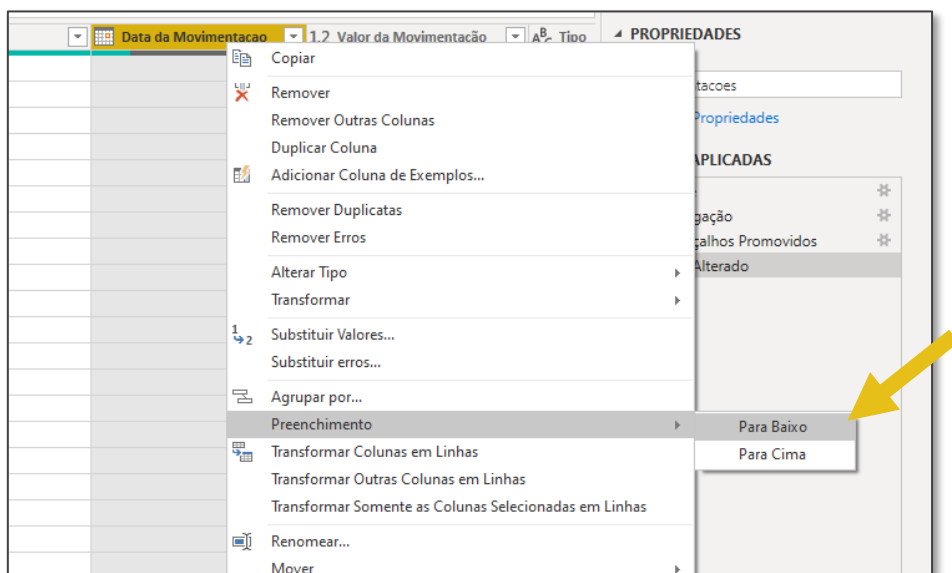 Data da Movimentacao 1.2 Valor da Movimentação ABC Tipo
PROPRIEDADES
Copiar
tacoes
Remover
Remover Outras Colunas
Propriedades
Duplicar Coluna
APLICADAS
Adicionar Coluna de Exemplos...
Remover Duplicatas
gação
Remover Erros
çalhos Promovidos
Alterar Tipo
Alterado
Transformar
1 2
Substituir Valores...
Substituir erros...
Agrupar por...
Preenchimento
Para Baixo
Transformar Colunas em Linhas
Para Cima
Transformar Outras Colunas em Linhas
Transformar Somente as Colunas Selecionadas em Linhas
Renomear...
Mover